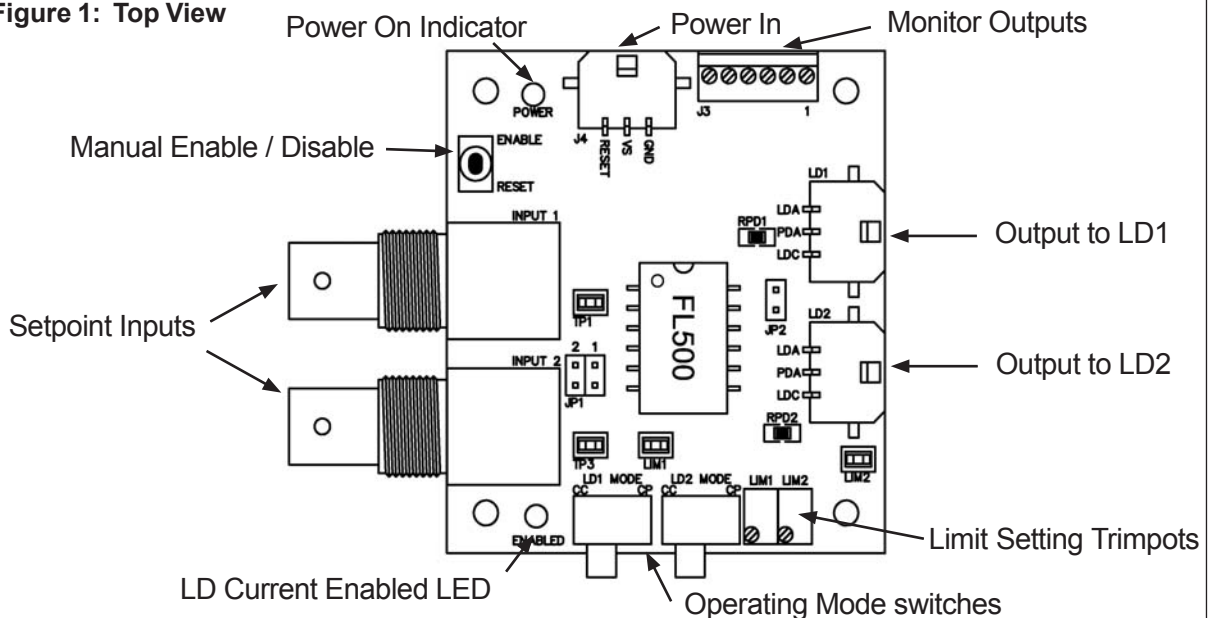 Figure 1: Top View
Power On Indicator
Power In
Monitor Outputs
POWER
J4
RESET
VS
GND
J3
1
Manual Enable / Disable
ENABLE
RESET
LD1
INPUT 1
RPD1
LDA
PDA
LDC
Output to LD1
Setpoint Inputs
TP1
FL500
JP2
LD2
2 1
INPUT 2
JP1
LDA
PDA
LDC
Output to LD2
RPD2
TP3
LIM1
LIM2
LD1 MODE
CC CP
LD2 MODE
CC CP
LIM1 LIM2
ENABLED
Limit Setting Trimpots
LD Current Enabled LED
Operating Mode switches